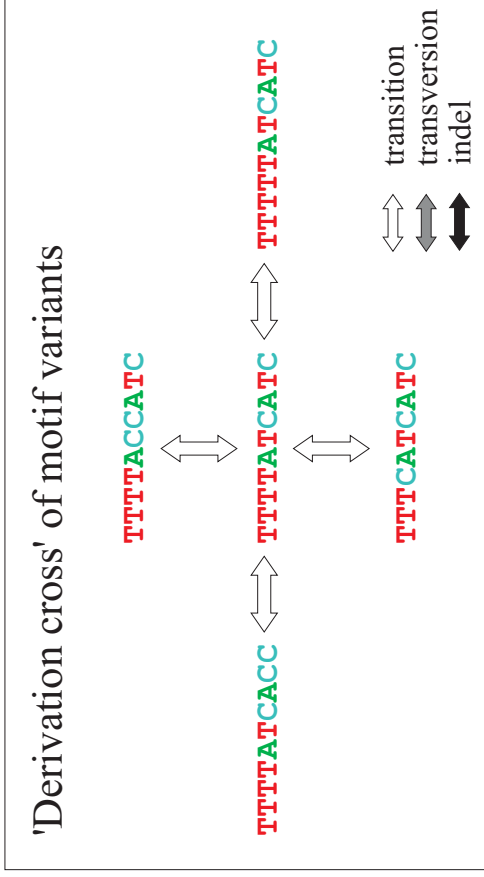 'Derivation cross' of motif variants
TTTTACCATC
TTTTATCACC
TTTTATCATC
TTTTTATCATC
TTTCATCATC
transition
transversion
indel